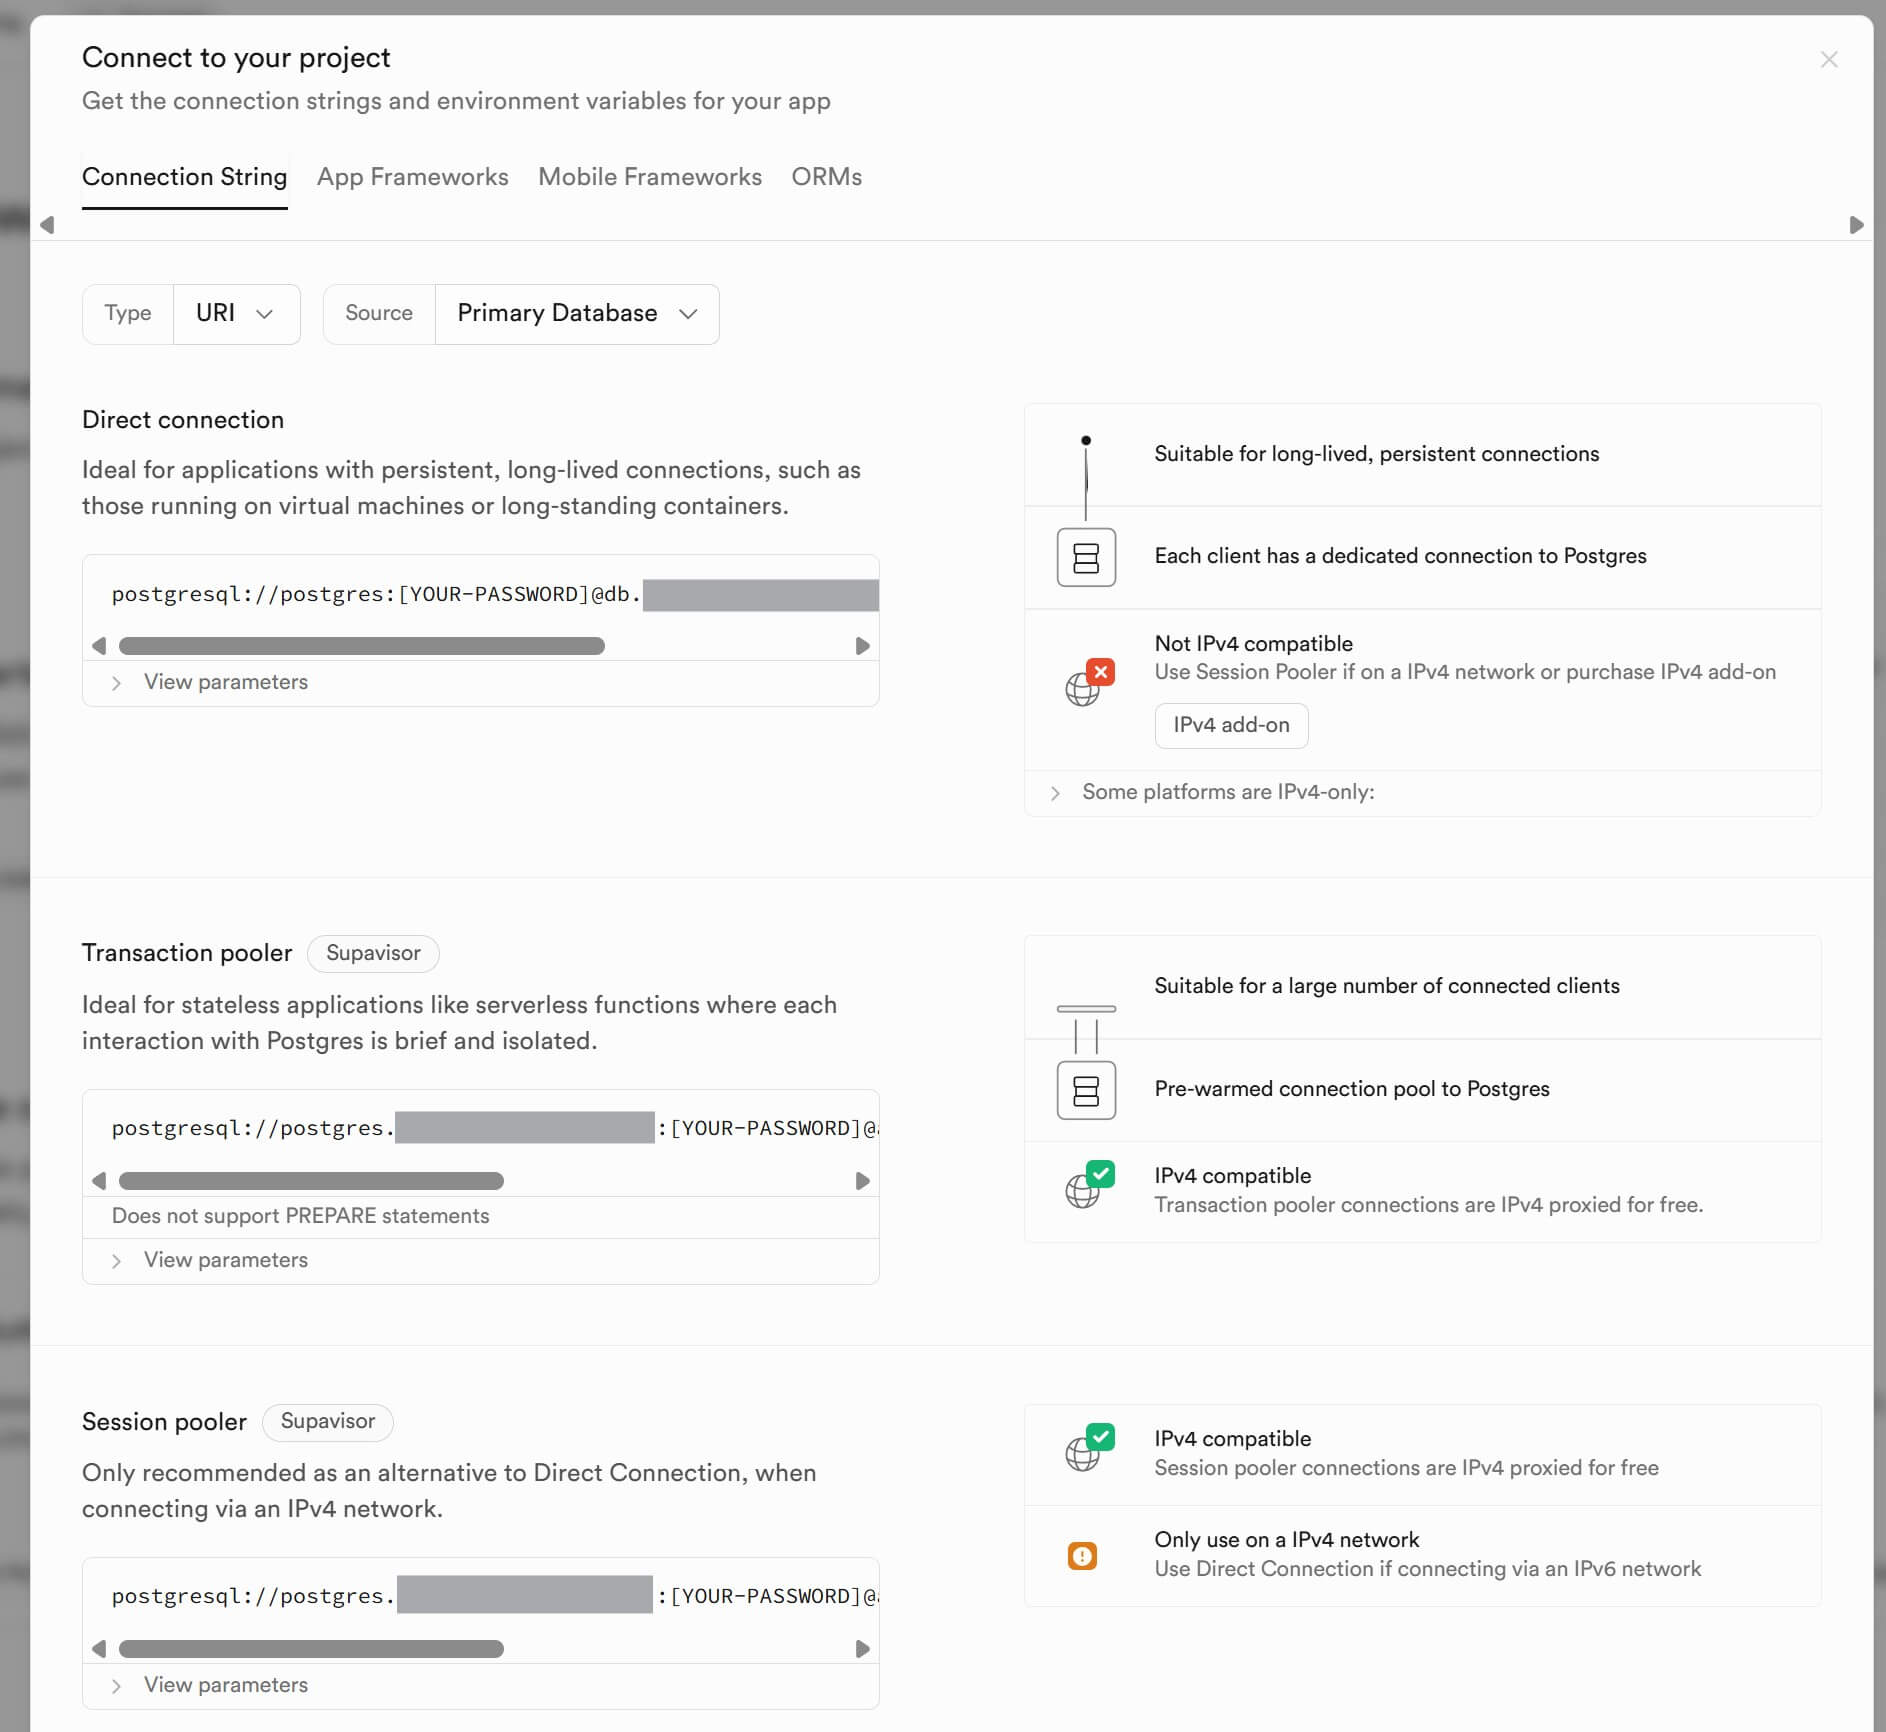 Connect to your project
Get the connection strings and environment variables for your app
Connection String App Frameworks Mobile Frameworks ORMs
Type URI Source Primary Database
Direct connection
Ideal for applications with persistent, long-lived connections, such as
those running on virtual machines or long-standing containers.
postgresql://postgres:[YOUR-PASSWORD]@db.
View parameters
Suitable for long-lived, persistent connections
Each client has a dedicated connection to Postgres
Not IPv4 compatible
Use Session Pooler if on a IPv4 network or purchase IPv4 add-on
IPv4 add-on
Some platforms are IPv4-only:
Transaction pooler Supavisor
Ideal for stateless applications like serverless functions where each
interaction with Postgres is brief and isolated.
postgresql://postgres. :[YOUR-PASSWORD]@
Does not support PREPARE statements
View parameters
Suitable for a large number of connected clients
Pre-warmed connection pool to Postgres
IPv4 compatible
Transaction pooler connections are IPv4 proxied for free.
Session pooler Supavisor
Only recommended as an alternative to Direct Connection, when
connecting via an IPv4 network.
postgresql://postgres. :[YOUR-PASSWORD]@
View parameters
IPv4 compatible
Session pooler connections are IPv4 proxied for free
Only use on a IPv4 network
Use Direct Connection if connecting via an IPv6 network